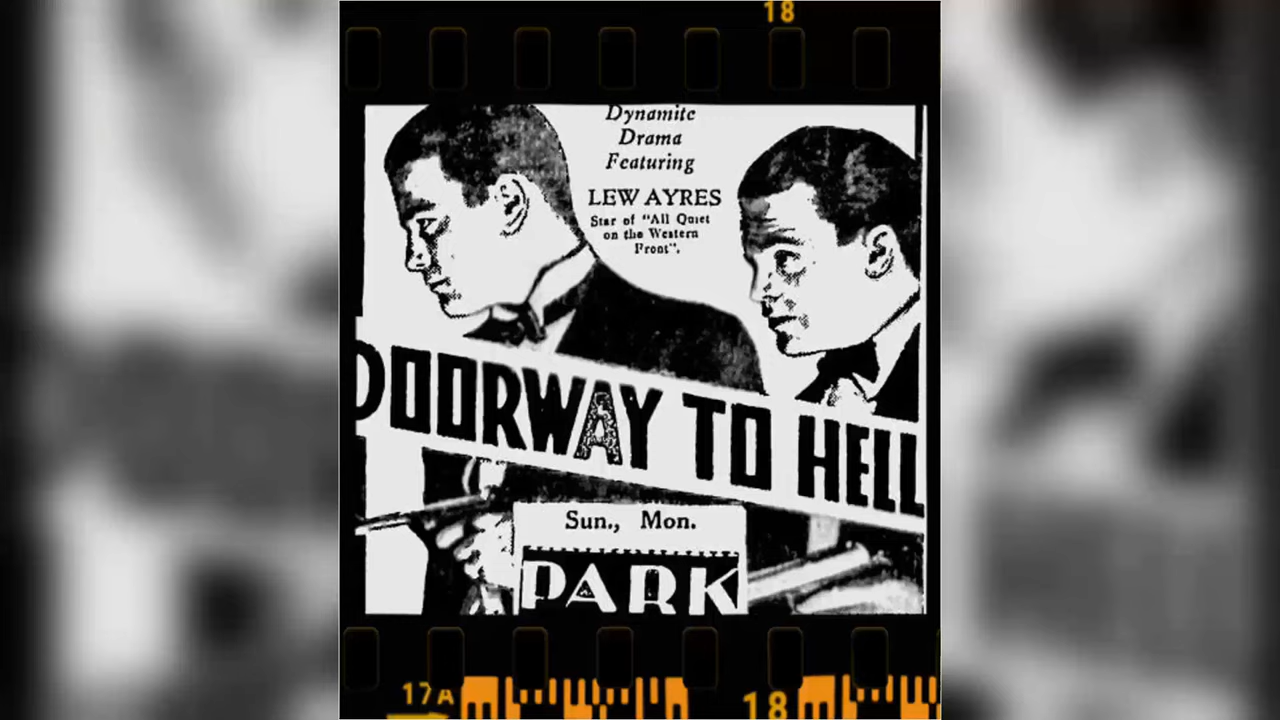 18
Dynamite
Drama
Featuring
LEW AYRES
Star of "All Quiet
on the Western
Front".
DOORWAY TO HELL
Sun., Mon.
PARK
17A
18